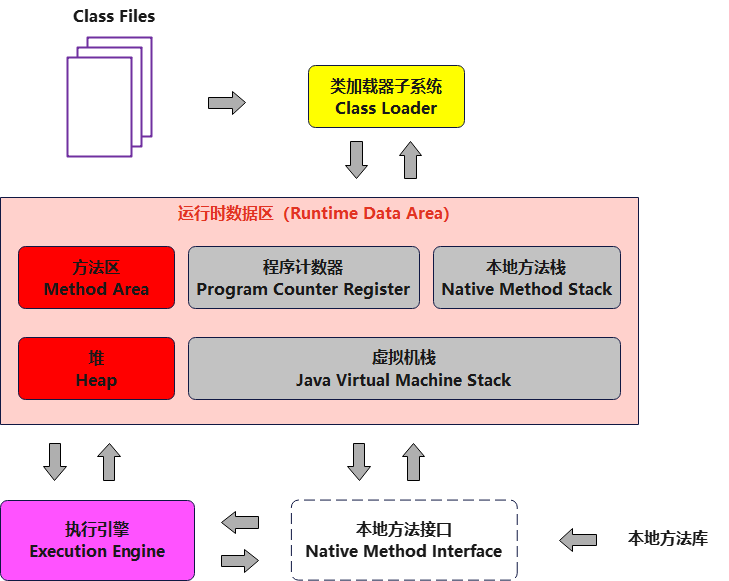 Class Files
类加载器子系统
Class Loader
运行时数据区（Runtime Data Area）
方法区
Method Area
程序计数器
Program Counter Register
本地方法栈
Native Method Stack
堆
Heap
虚拟机栈
Java Virtual Machine Stack
执行引擎
Execution Engine
本地方法接口
Native Method Interface
本地方法库